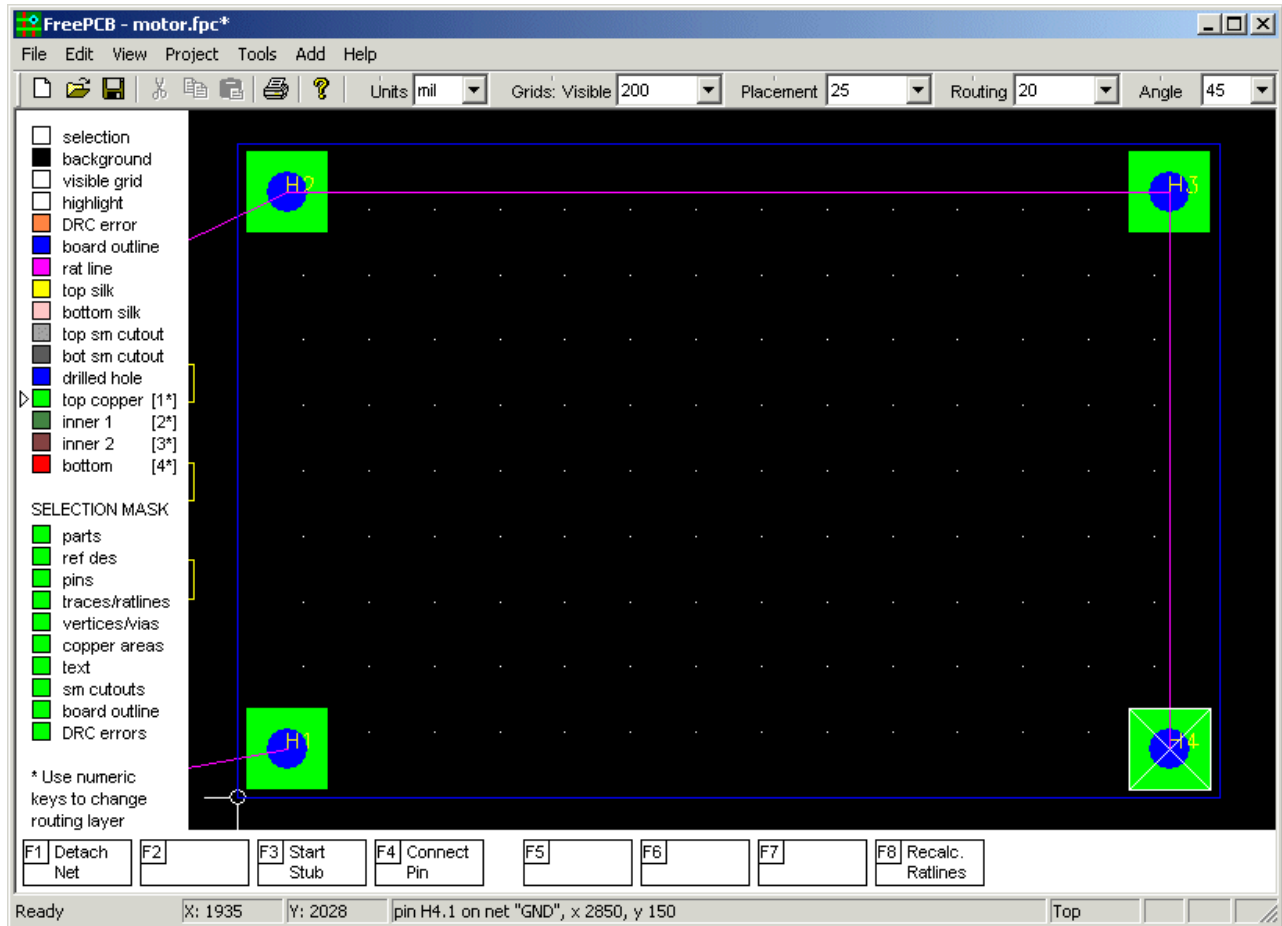 FreePCB - motor.fpc*
File Edit View Project Tools Add Help
Units mil Grids: Visible 200 Placement 25 Routing 20 Angle 45
selection
background
visible grid
highlight
DRC error
board outline
rat line
top silk
bottom silk
top sm cutout
bot sm cutout
drilled hole
top copper [1*]
inner 1 [2*]
inner 2 [3*]
bottom [4*]
SELECTION MASK
parts
ref des
pins
traces/ratlines
vertices/vias
copper areas
text
sm cutouts
board outline
DRC errors
* Use numeric
keys to change
routing layer
H2
H3
H1
H4
F1 Detach Net
F2
F3 Start Stub
F4 Connect Pin
F5
F6
F7
F8 Recalc. Ratlines
Ready X: 1935 Y: 2028 pin H4.1 on net "GND", x 2850, y 150 Top